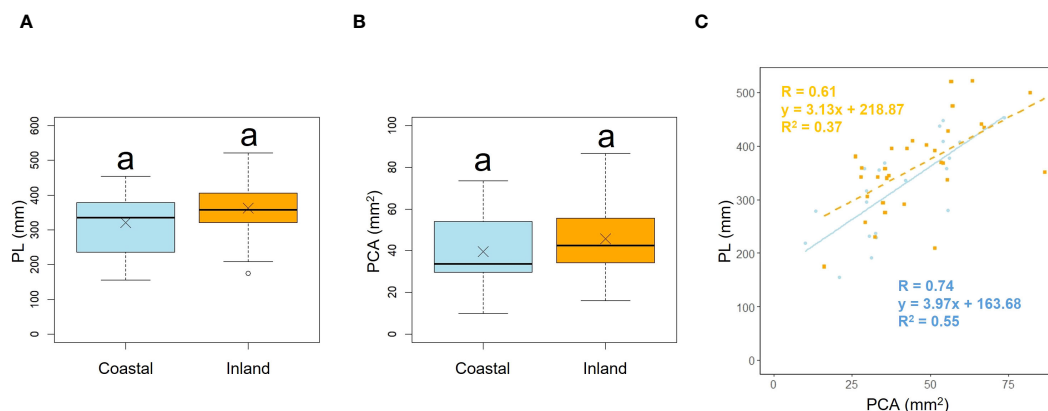 A
B
C
PL (mm)
600
500
400
300
200
100
0
a
a
Coastal
Inland
PCA (mm²)
100
80
60
40
20
0
a
a
Coastal
Inland
PL (mm)
500
400
300
200
100
0
R = 0.61
y = 3.13x + 218.87
R² = 0.37
R = 0.74
y = 3.97x + 163.68
R² = 0.55
0
25
50
75
PCA (mm²)